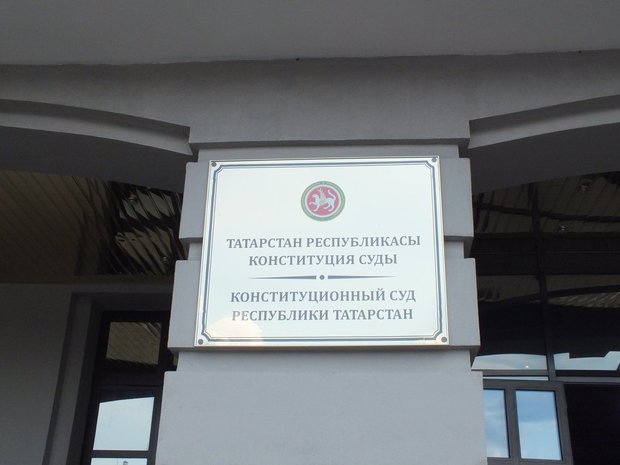 ТАТАРСТАН РЕСПУБЛИКАСЫ
КОНСТИТУЦИЯ СУДЫ
КОНСТИТУЦИОННЫЙ СУД
РЕСПУБЛИКИ ТАТАРСТАН